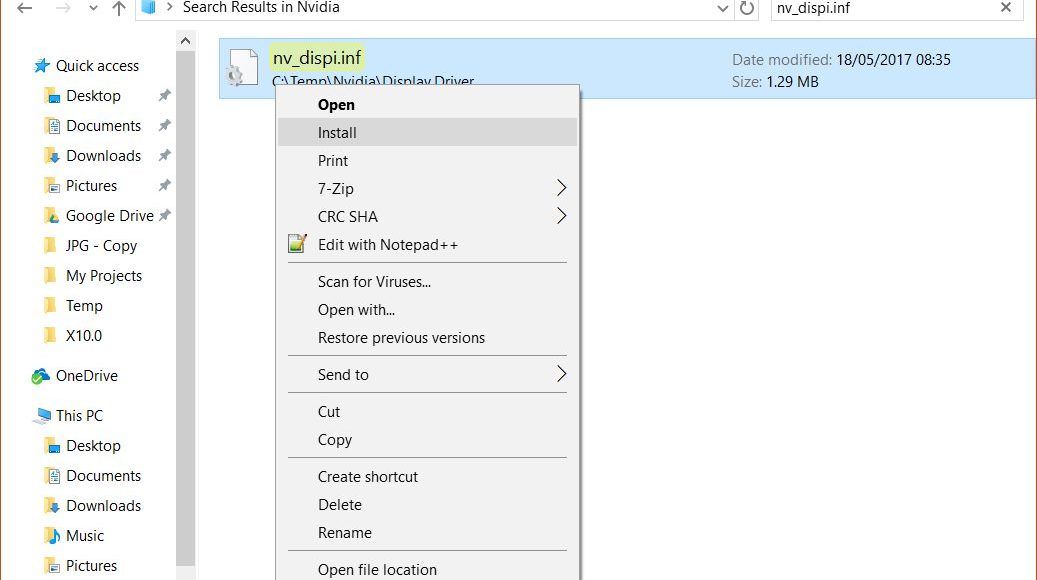 Search Results in Nvidia
nv_dispi.inf
Quick access
Desktop
Documents
Downloads
Pictures
Google Drive
JPG - Copy
My Projects
Temp
X10.0
OneDrive
This PC
Desktop
Documents
Downloads
Music
Pictures
nv_dispi.inf
C:\Temp\Nvidia\Display Driver
Date modified: 18/05/2017 08:35
Size: 1.29 MB
Open
Install
Print
7-Zip
CRC SHA
Edit with Notepad++
Scan for Viruses...
Open with...
Restore previous versions
Send to
Cut
Copy
Create shortcut
Delete
Rename
Open file location